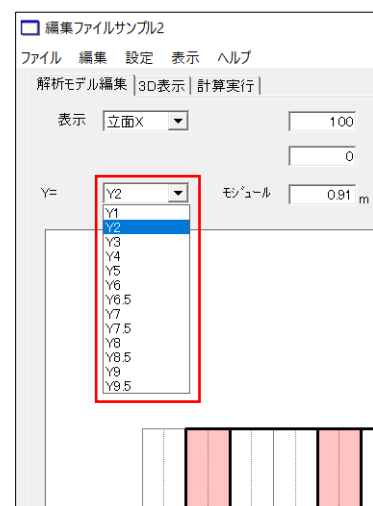 編集ファイルサンプル2
ファイル 編集 設定 表示 ヘルプ
解析モデル編集 3D表示 計算実行
表示 立面X 100
0
Y= Y2 モジュール 0.91 m
Y1
Y2
Y3
Y4
Y5
Y6
Y6.5
Y7
Y7.5
Y8
Y8.5
Y9
Y9.5